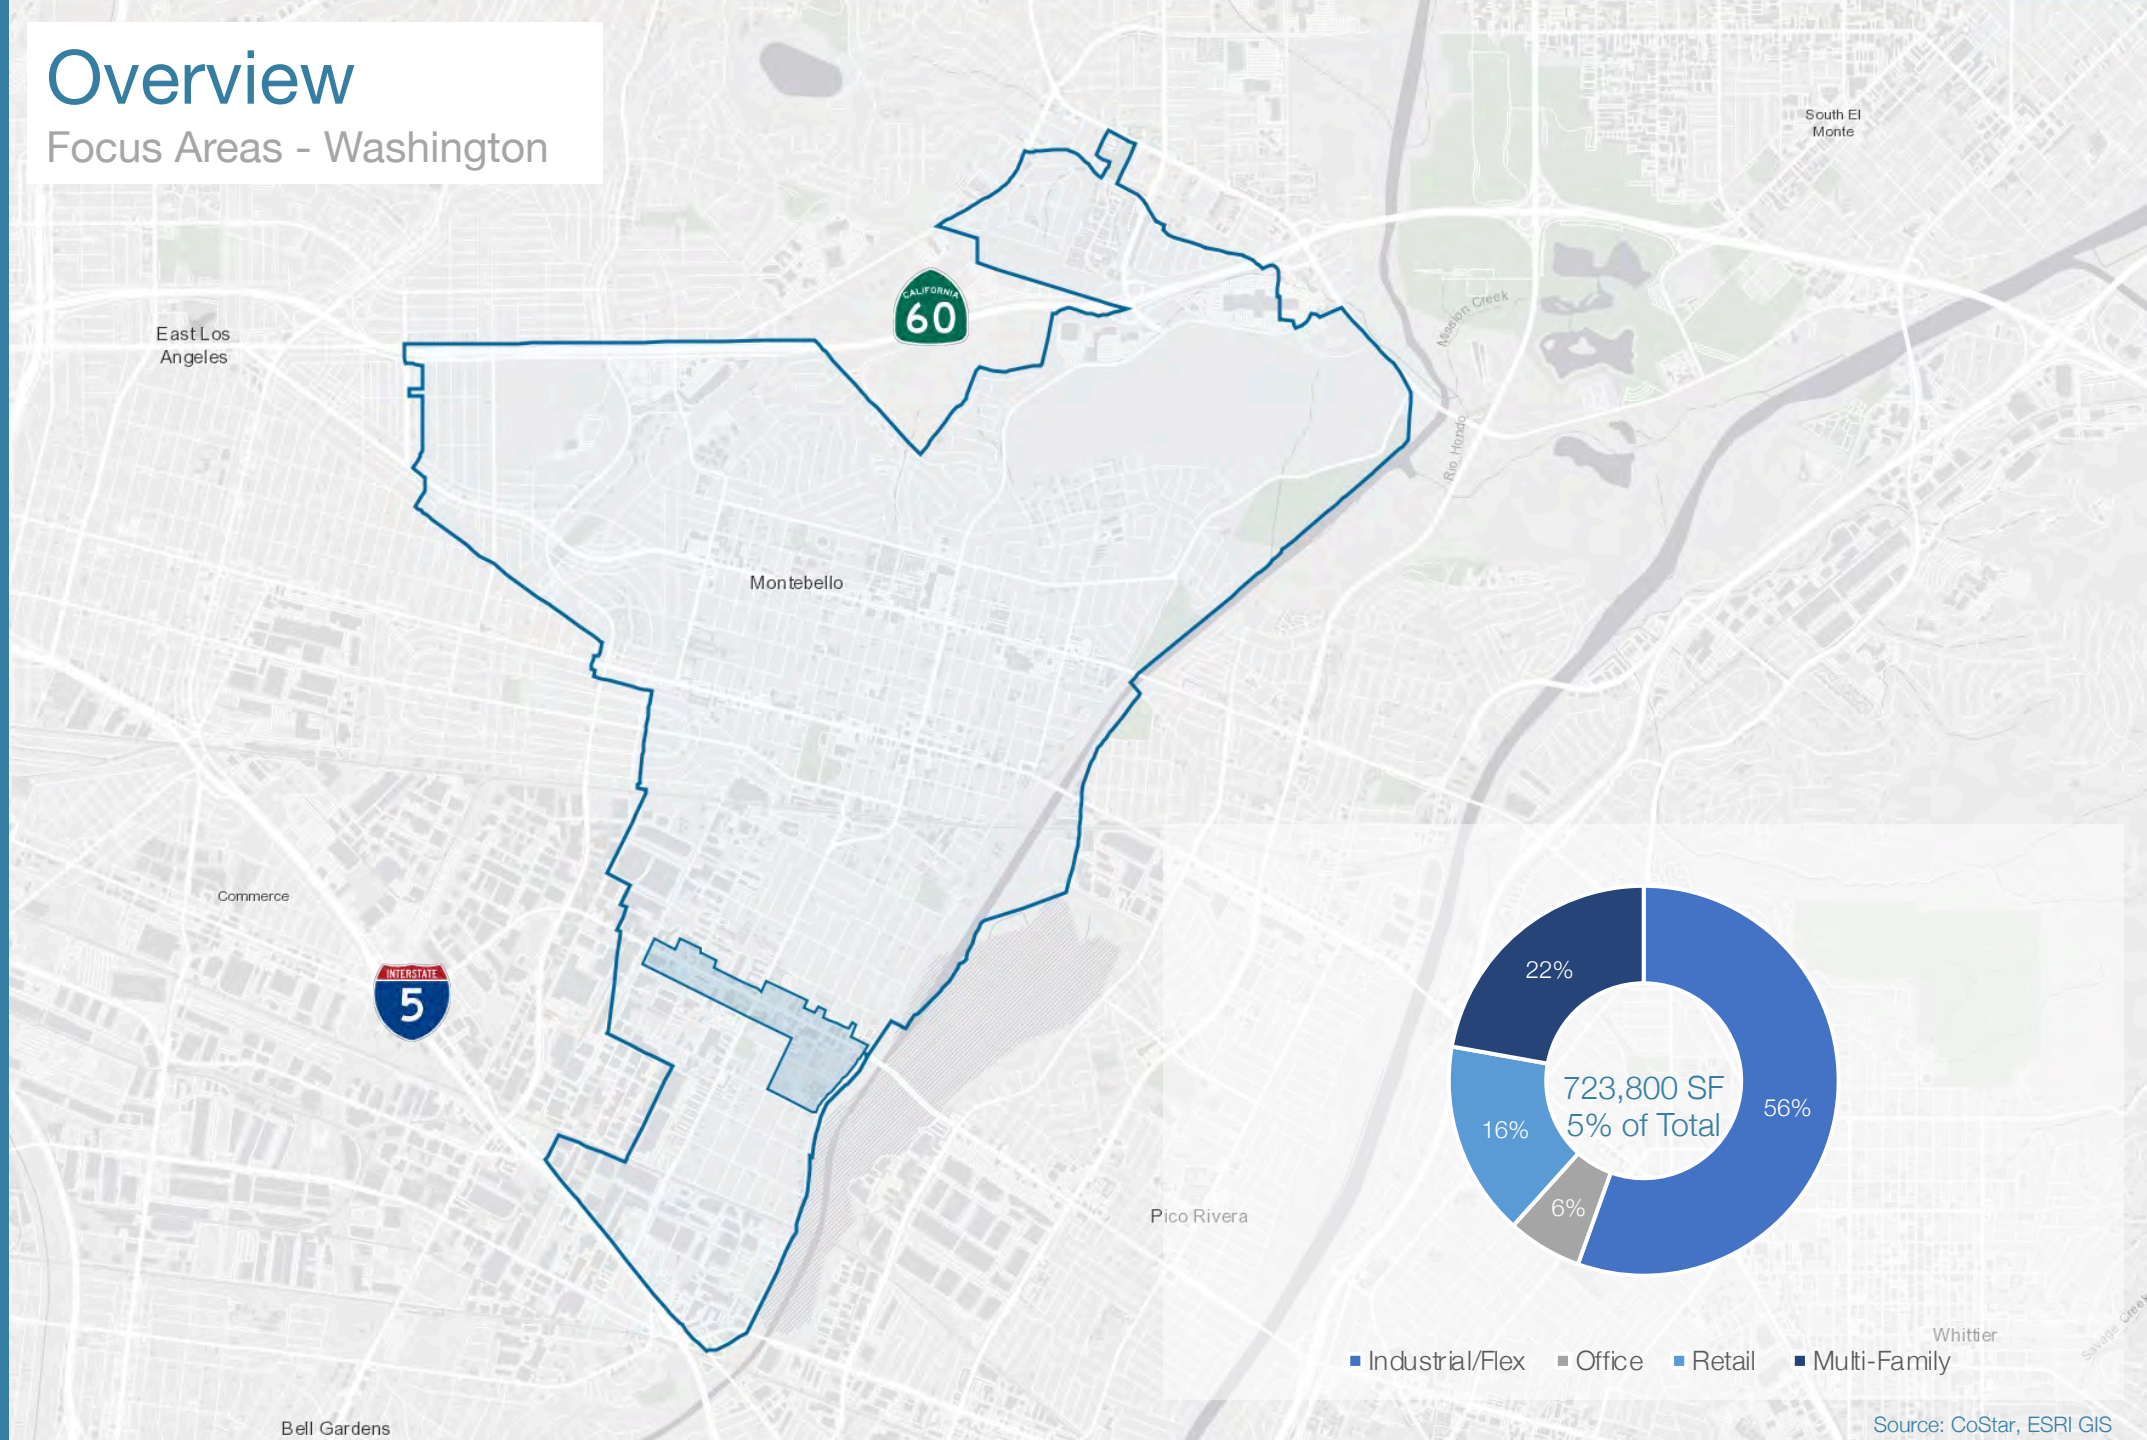 Overview
Focus Areas - Washington
South El
Monte
CALIFORNIA
60
Mission Creek
East Los
Angeles
Rio Hondo
Montebello
Commerce
INTERSTATE
5
22%
723,800 SF
5% of Total
56%
16%
6%
Pico Rivera
Whittier
Savage Creek
Industrial/Flex
Office
Retail
Multi-Family
Bell Gardens
Source: CoStar, ESRI GIS